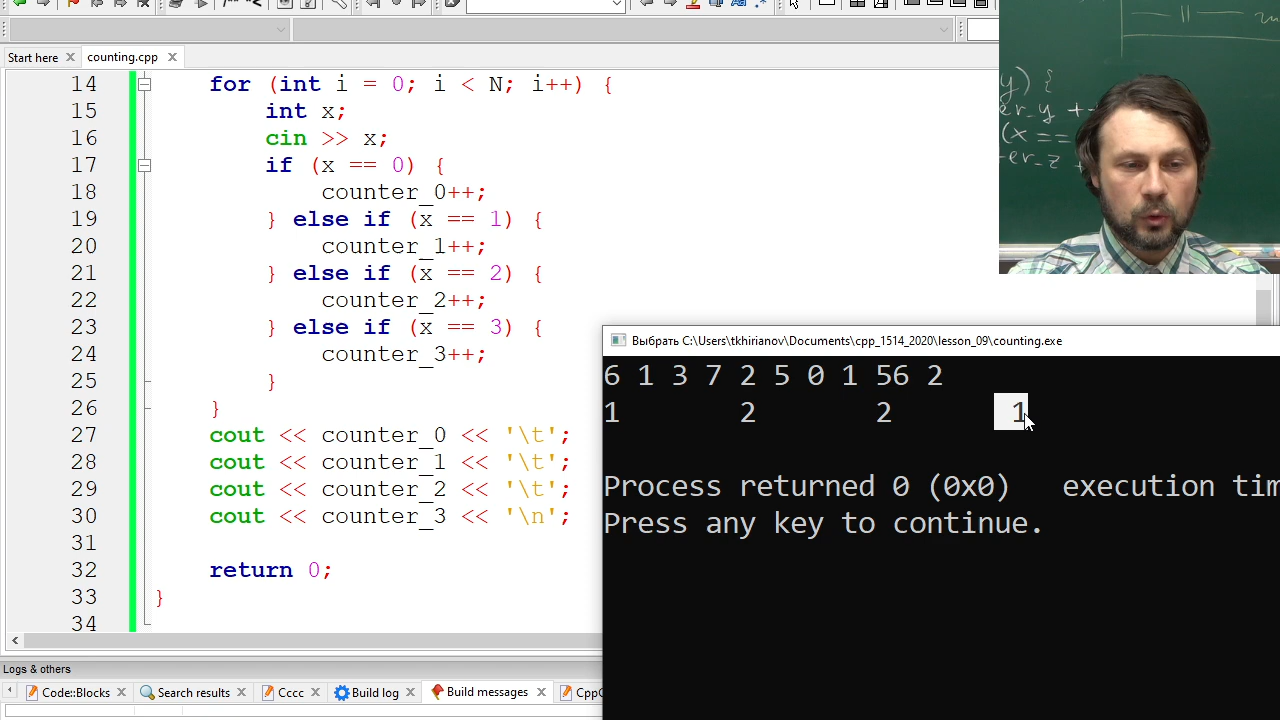 Start here
counting.cpp
14 for (int i = 0; i < N; i++) {
15 int x;
16 cin >> x;
17 if (x == 0) {
18 counter_0++;
19 } else if (x == 1) {
20 counter_1++;
21 } else if (x == 2) {
22 counter_2++;
23 } else if (x == 3) {
24 counter_3++;
25 }
26 }
27 cout << counter_0 << '\t';
28 cout << counter_1 << '\t';
29 cout << counter_2 << '\t';
30 cout << counter_3 << '\n';
31
32 return 0;
33 }
34
y) {
er_y +
(x ==
er_z
Выбрать C:\Users\tkhirianov\Documents\cpp_1514_2020\lesson_09\counting.exe
6 1 3 7 2 5 0 1 56 2
1 2 2 1
Process returned 0 (0x0) execution tim
Press any key to continue.
Logs & others
Code::Blocks
Search results
Cccc
Build log
Build messages
CppC